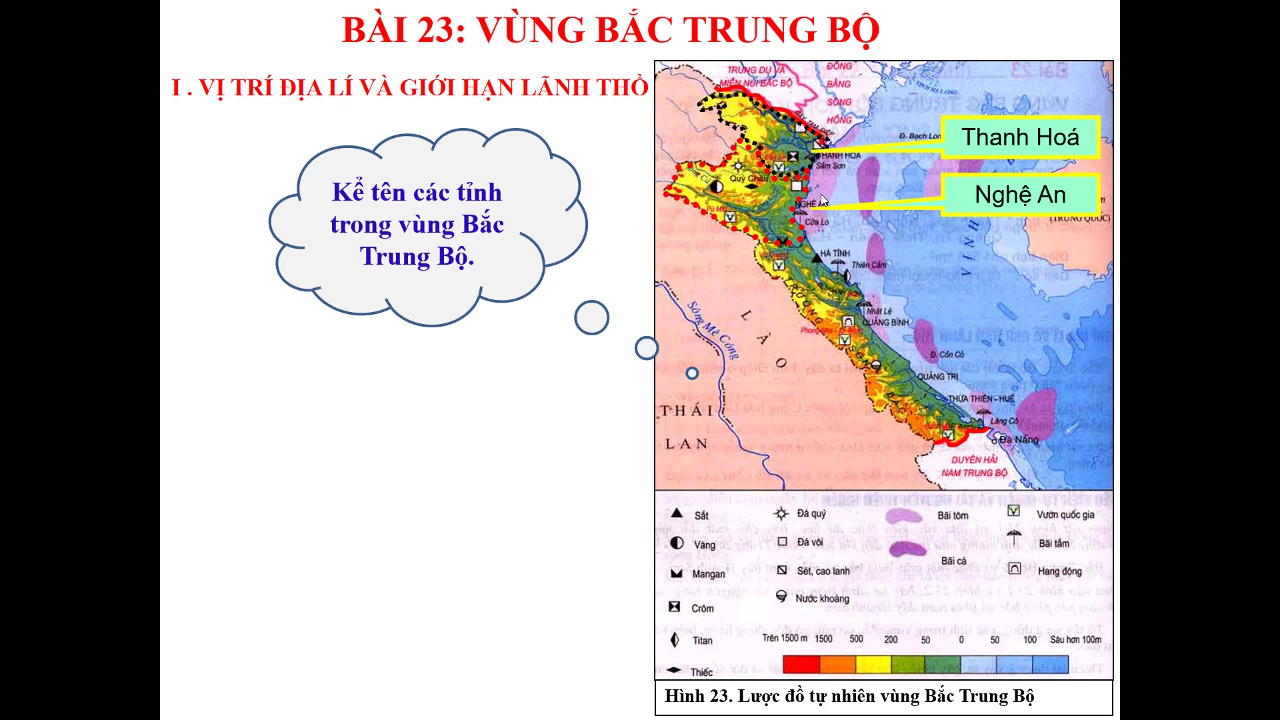 BÀI 23: VÙNG BẮC TRUNG BỘ
I . VỊ TRÍ ĐỊA LÍ VÀ GIỚI HẠN LÃNH THỔ
Kể tên các tỉnh
trong vùng Bắc
Trung Bộ.
TRUNG DU VÀ
MIỀN NÚI BẮC BỘ
ĐỒNG
BẰNG
SÔNG
HỒNG
Thanh Hoá
Nghệ An
THANH HOÁ
Sầm Sơn
Quỳ Châu
NGHỆ AN
Cửa Lò
(TRUNG QUỐC)
HÀ TĨNH
Thiên Cầm
Nhật Lệ
QUẢNG BÌNH
Sông Mê Công
LÀO
Đ. Cồn Cỏ
QUẢNG TRỊ
THỪA THIÊN - HUẾ
Lăng Cô
Đà Nẵng
THÁI
LAN
DUYÊN HẢI
NAM TRUNG BỘ
Sắt
Đá quý
Bãi tôm
Vườn quốc gia
Vàng
Đá vôi
Bãi tắm
Mangan
Sét, cao lanh
Bãi cá
Hang động
Crôm
Nước khoáng
Titan
Trên 1500 m 1500 500 200 50 0 50 100 Sâu hơn 100m
Thiếc
Hình 23. Lược đồ tự nhiên vùng Bắc Trung Bộ